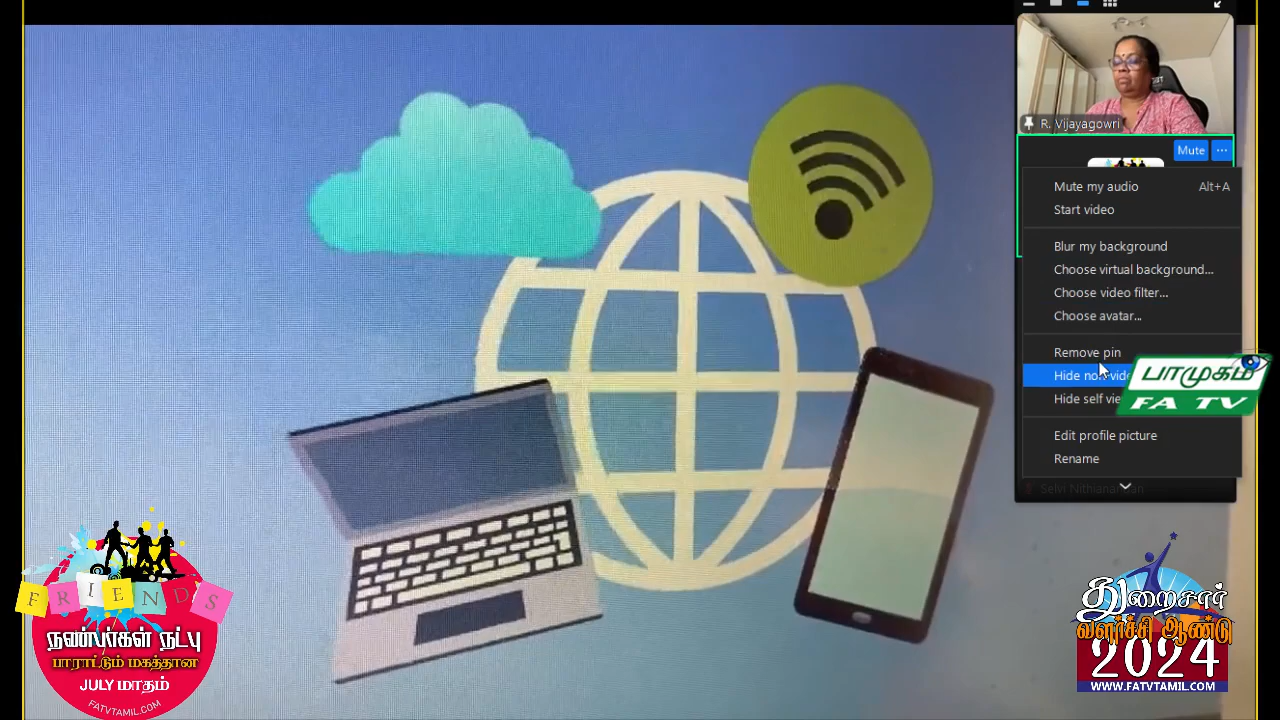 R. Vijayagowri
Mute ...
Mute my audio Alt+A
Start video
Blur my background
Choose virtual background...
Choose video filter...
Choose avatar...
Remove pin
Hide
Hide self
Edit profile picture
Rename
Selvi
பாமுகம்
FA TV
FRIENDS
நண்பர்கள் நட்பு
பாராட்டும் மகத்தான
JULY மாதம்
FATVTAMIL.COM
துறைசார்
வளர்ச்சி ஆண்டு
2024
WWW.FATVTAMIL.COM